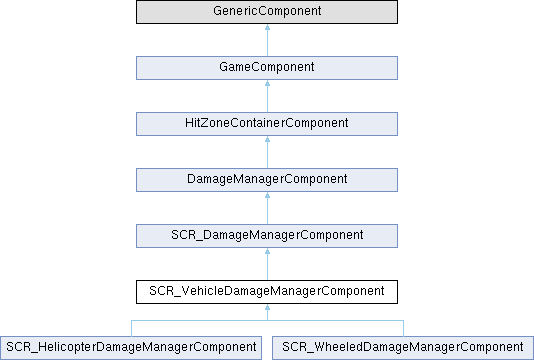 GenericComponent
GameComponent
HitZoneContainerComponent
DamageManagerComponent
SCR_DamageManagerComponent
SCR_VehicleDamageManagerComponent
SCR_HelicopterDamageManagerComponent
SCR_WheeledDamageManagerComponent